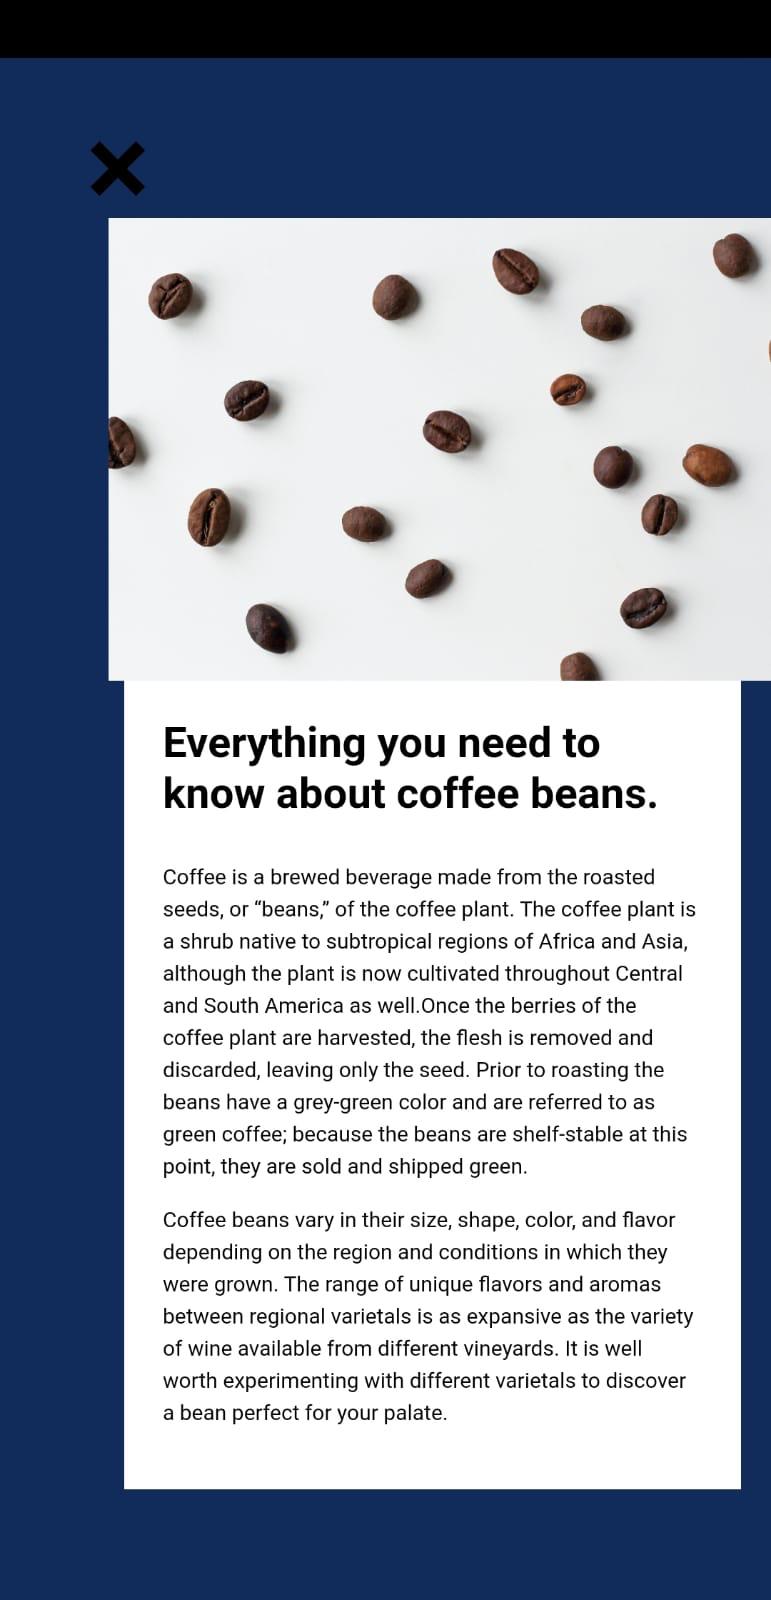 Everything you need to
know about coffee beans.
Coffee is a brewed beverage made from the roasted
seeds, or “beans,” of the coffee plant. The coffee plant is
a shrub native to subtropical regions of Africa and Asia,
although the plant is now cultivated throughout Central
and South America as well.Once the berries of the
coffee plant are harvested, the flesh is removed and
discarded, leaving only the seed. Prior to roasting the
beans have a grey-green color and are referred to as
green coffee; because the beans are shelf-stable at this
point, they are sold and shipped green.
Coffee beans vary in their size, shape, color, and flavor
depending on the region and conditions in which they
were grown. The range of unique flavors and aromas
between regional varietals is as expansive as the variety
of wine available from different vineyards. It is well
worth experimenting with different varietals to discover
a bean perfect for your palate.